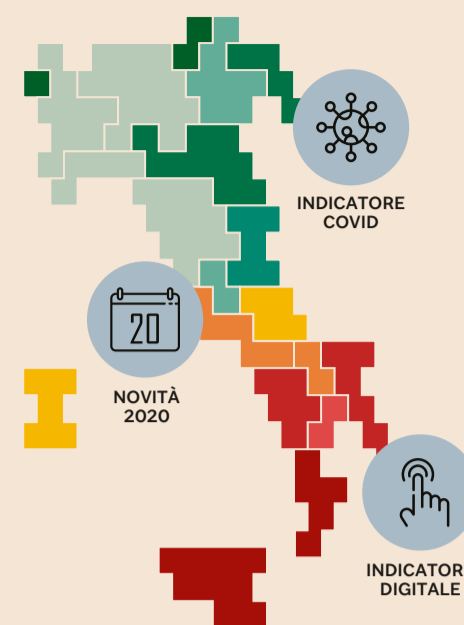 INDICATORE
COVID
20
NOVITÀ
2020
INDICATOR
DIGITALE